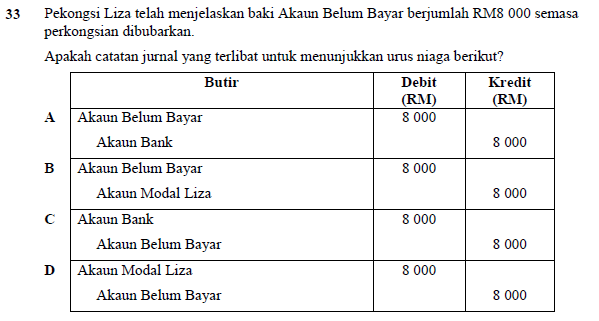 33 Pekongsi Liza telah menjelaskan baki Akaun Belum Bayar berjumlah RM8 000 semasa
perkongsian dibubarkan.
Apakah catatan jurnal yang terlibat untuk menunjukkan urus niaga berikut?
Butir Debit (RM) Kredit (RM)
A Akaun Belum Bayar 8 000
Akaun Bank 8 000
B Akaun Belum Bayar 8 000
Akaun Modal Liza 8 000
C Akaun Bank 8 000
Akaun Belum Bayar 8 000
D Akaun Modal Liza 8 000
Akaun Belum Bayar 8 000